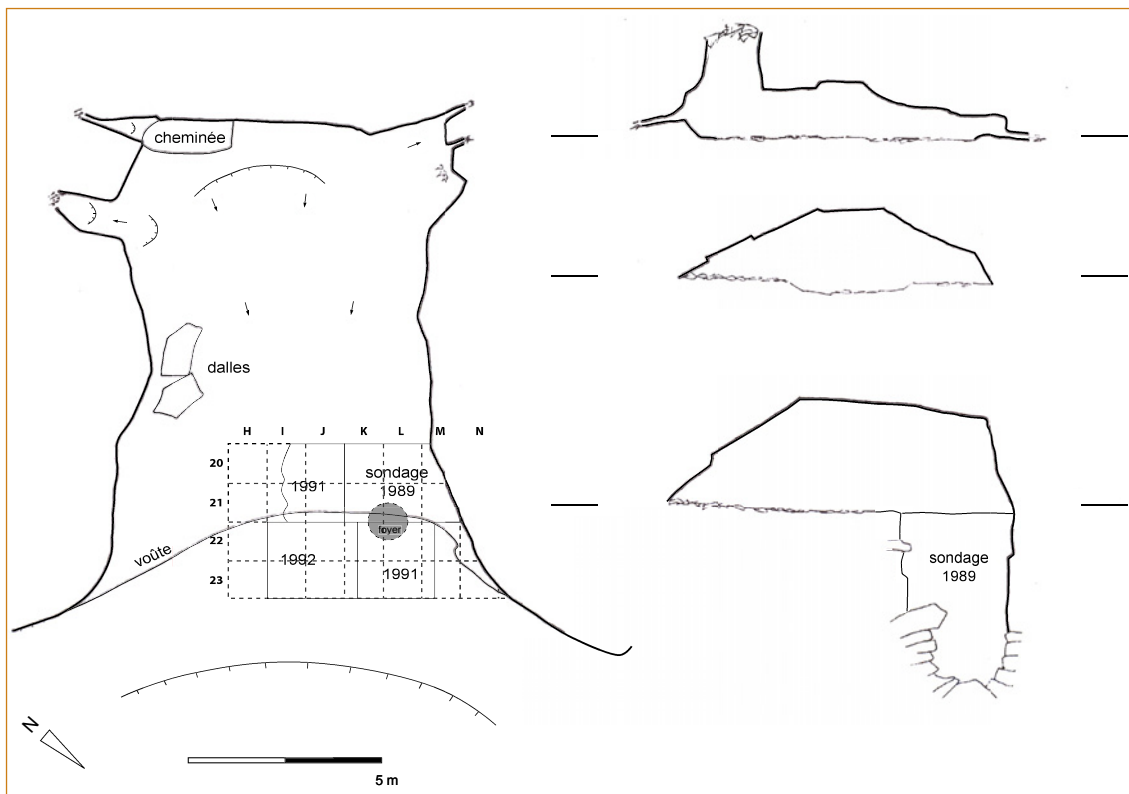 cheminée
dalles
H I J K L M N
20
21
22
23
1991
sondage
1989
foyer
voûte
1992
1991
N
5 m
sondage
1989